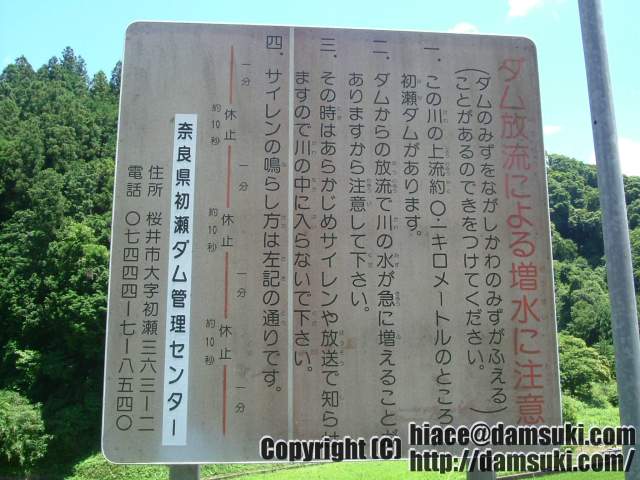 ダム放流による増水に注意
(ダムのみずをながしかわのみずがふえる)
(ことがあるのできをつけてください。)
一、この川の上流約〇・一キロメートルのところ
初瀬ダムがあります。
二、ダムからの放流で川の水が急に増えることが
ありますから注意して下さい。
三、その時はあらかじめサイレンや放送で知らせ
ますので川の中に入らないで下さい。
四、サイレンの鳴らし方は左記の通りです。
一分 休止 一分 休止 一分 休止 一分
約10秒 約10秒 約10秒
奈良県初瀬ダム管理センター
住所 桜井市大字初瀬三六三ー二
電話 〇七四四四ー七ー八五四〇
Copyright (C) hiace@damsuki.com
http://damsuki.com/